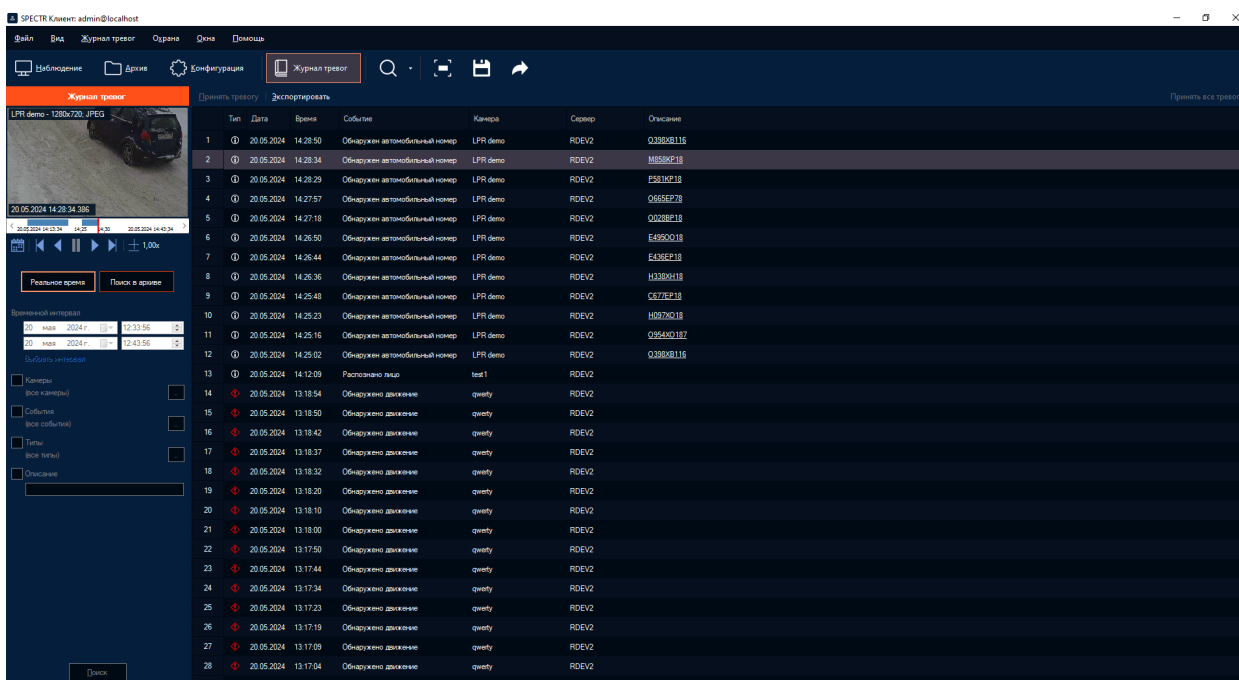 SPECTR Клиент: admin@localhost
Файл Вид Журнал тревог Охрана Окна Помощь
Наблюдение Архив Конфигурация Журнал тревог
Журнал тревог Принять тревогу Экспортировать Принять все тревог
LPR demo - 1280x720; JPEG
20.05.2024 14:28:34.386
20.05.2024 14:13:34 14:25 14:30 20.05.2024 14:43:34
1,00x
Реальное время Поиск в архиве
Временной интервал
20 мая 2024 г. 12:33:56
20 мая 2024 г. 12:43:56
Выбрать интервал
Камеры
(все камеры) ...
События
(все события) ...
Типы
(все типы) ...
Описание
Поиск
Тип Дата Время Событие Камера Сервер Описание
1 20.05.2024 14:28:50 Обнаружен автомобильный номер LPR demo RDEV2 O398XB116
2 20.05.2024 14:28:34 Обнаружен автомобильный номер LPR demo RDEV2 M858KP18
3 20.05.2024 14:28:29 Обнаружен автомобильный номер LPR demo RDEV2 P581KP18
4 20.05.2024 14:27:57 Обнаружен автомобильный номер LPR demo RDEV2 O665EP78
5 20.05.2024 14:27:18 Обнаружен автомобильный номер LPR demo RDEV2 O028BP18
6 20.05.2024 14:26:50 Обнаружен автомобильный номер LPR demo RDEV2 E495OO18
7 20.05.2024 14:26:44 Обнаружен автомобильный номер LPR demo RDEV2 E436EP18
8 20.05.2024 14:26:36 Обнаружен автомобильный номер LPR demo RDEV2 H338XH18
9 20.05.2024 14:25:48 Обнаружен автомобильный номер LPR demo RDEV2 C677EP18
10 20.05.2024 14:25:23 Обнаружен автомобильный номер LPR demo RDEV2 H097XO18
11 20.05.2024 14:25:16 Обнаружен автомобильный номер LPR demo RDEV2 O954XO187
12 20.05.2024 14:25:02 Обнаружен автомобильный номер LPR demo RDEV2 O398XB116
13 20.05.2024 14:12:09 Распознано лицо test1 RDEV2
14 20.05.2024 13:18:54 Обнаружено движение qwerty RDEV2
15 20.05.2024 13:18:50 Обнаружено движение qwerty RDEV2
16 20.05.2024 13:18:42 Обнаружено движение qwerty RDEV2
17 20.05.2024 13:18:37 Обнаружено движение qwerty RDEV2
18 20.05.2024 13:18:32 Обнаружено движение qwerty RDEV2
19 20.05.2024 13:18:20 Обнаружено движение qwerty RDEV2
20 20.05.2024 13:18:10 Обнаружено движение qwerty RDEV2
21 20.05.2024 13:18:00 Обнаружено движение qwerty RDEV2
22 20.05.2024 13:17:50 Обнаружено движение qwerty RDEV2
23 20.05.2024 13:17:44 Обнаружено движение qwerty RDEV2
24 20.05.2024 13:17:34 Обнаружено движение qwerty RDEV2
25 20.05.2024 13:17:23 Обнаружено движение qwerty RDEV2
26 20.05.2024 13:17:19 Обнаружено движение qwerty RDEV2
27 20.05.2024 13:17:09 Обнаружено движение qwerty RDEV2
28 20.05.2024 13:17:04 Обнаружено движение qwerty RDEV2